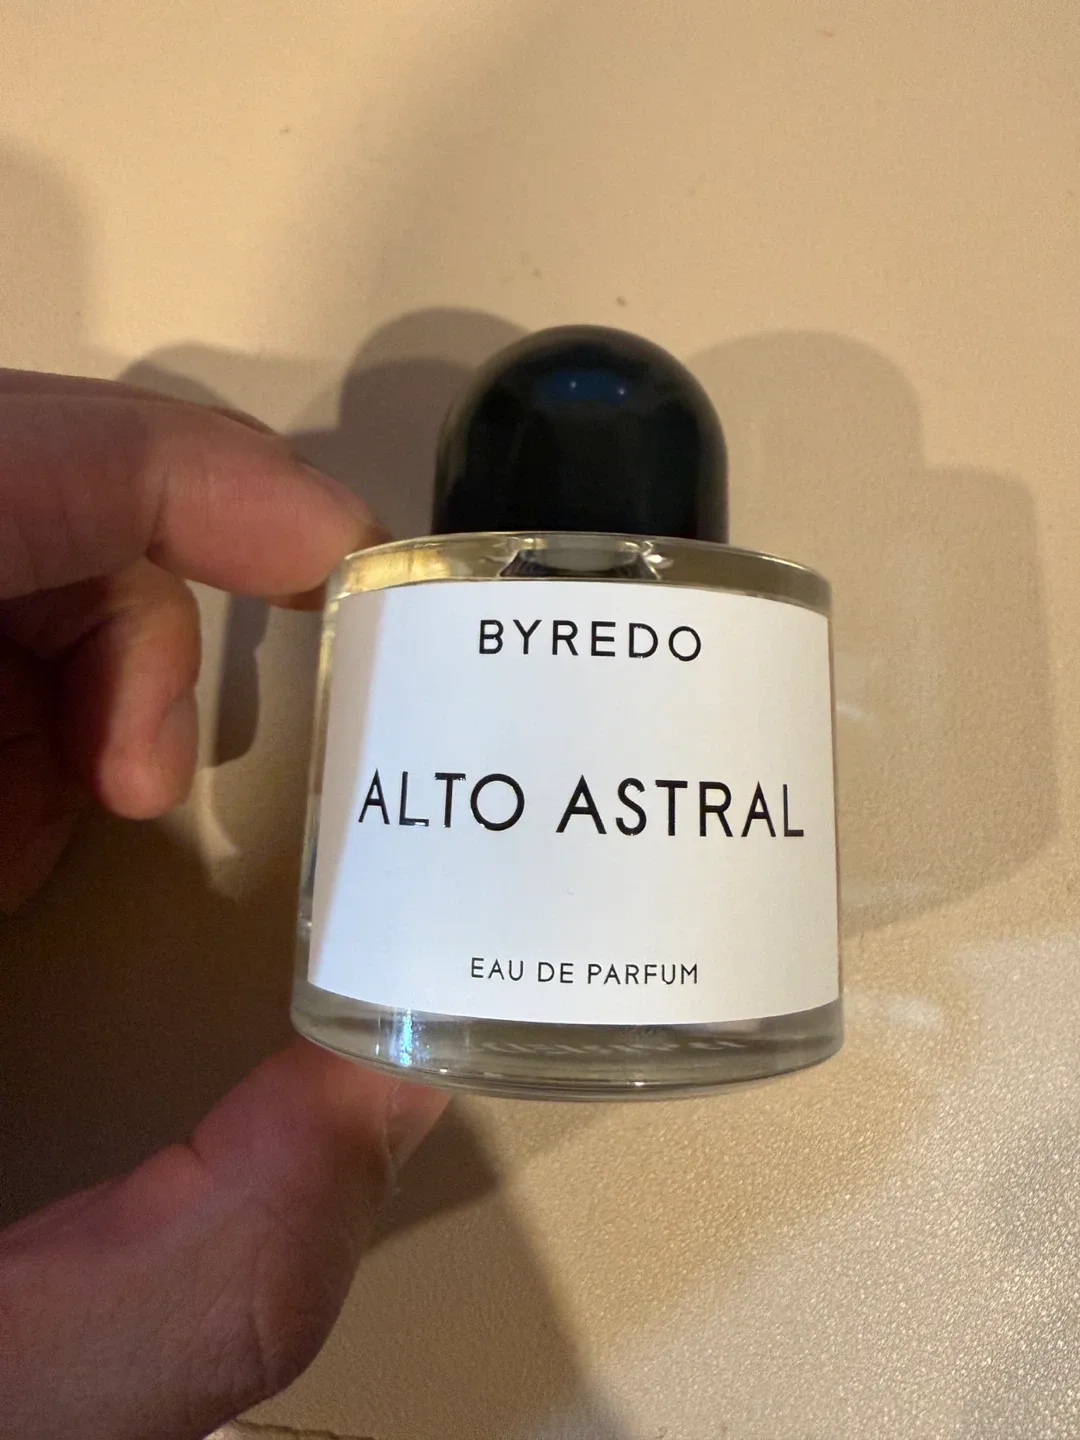 BYREDO
ALTO ASTRAL
EAU DE PARFUM